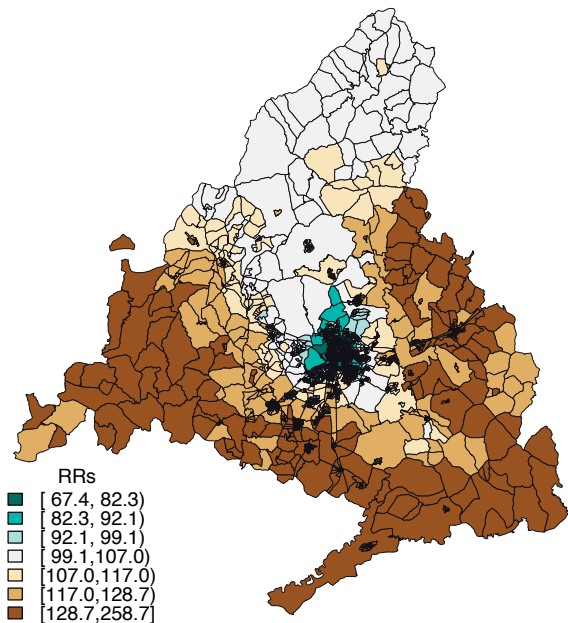 RRs
[ 67.4, 82.3)
[ 82.3, 92.1)
[ 92.1, 99.1)
[ 99.1,107.0)
[107.0,117.0)
[117.0,128.7)
[128.7,258.7]